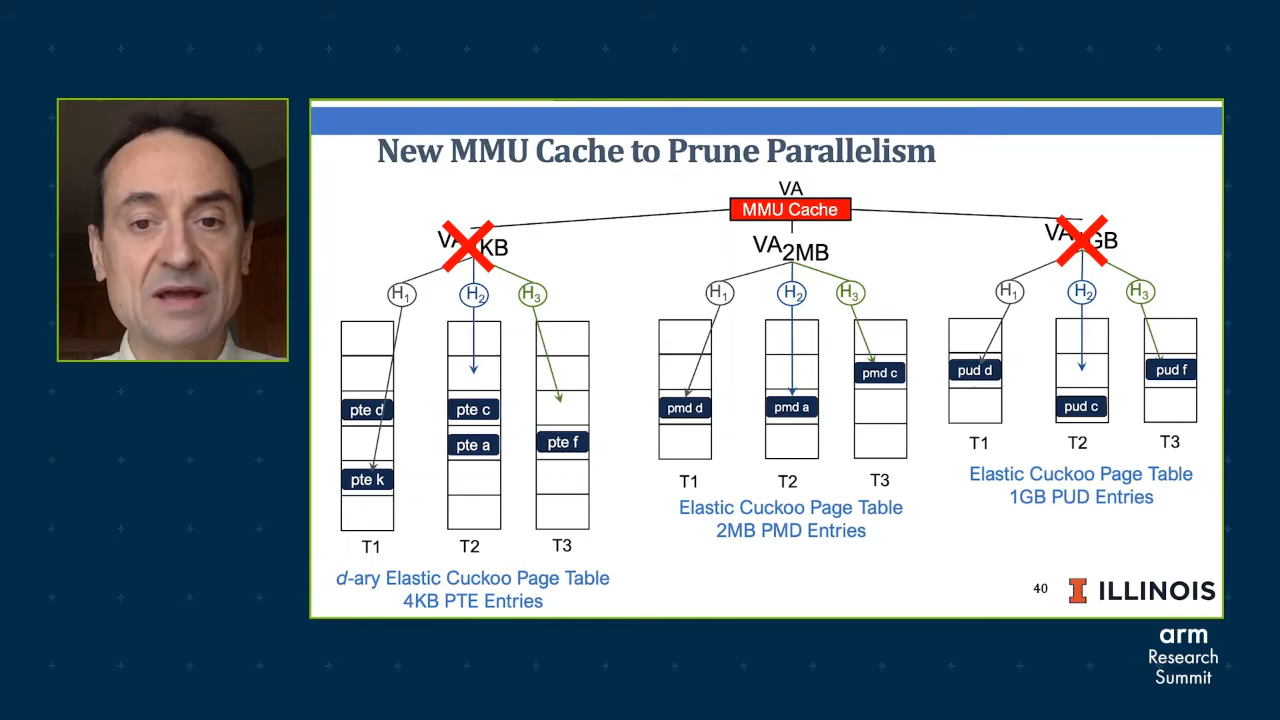 New MMU Cache to Prune Parallelism
VA
MMU Cache
KB
VA2MB
VA
GB
H1
H2
H3
H1
H2
H3
H1
H2
H3
pte d
pte k
pte c
pte a
pte f
pmd d
pmd a
pmd c
pud d
pud c
pud f
T1
T2
T3
T1
T2
T3
T1
T2
T3
d-ary Elastic Cuckoo Page Table
4KB PTE Entries
Elastic Cuckoo Page Table
2MB PMD Entries
Elastic Cuckoo Page Table
1GB PUD Entries
40
ILLINOIS
arm
Research
Summit